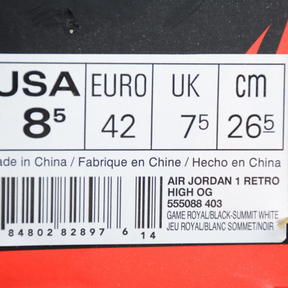 USA EURO UK cm
8⁵ 42 7⁵ 26⁵
ade in China / Fabrique en Chine / Hecho en China
AIR JORDAN 1 RETRO
HIGH OG
555088 403
GAME ROYAL/BLACK-SUMMIT WHITE
JEU ROYAL/BLANC SOMMET/NOIR
84802 82897 6 14